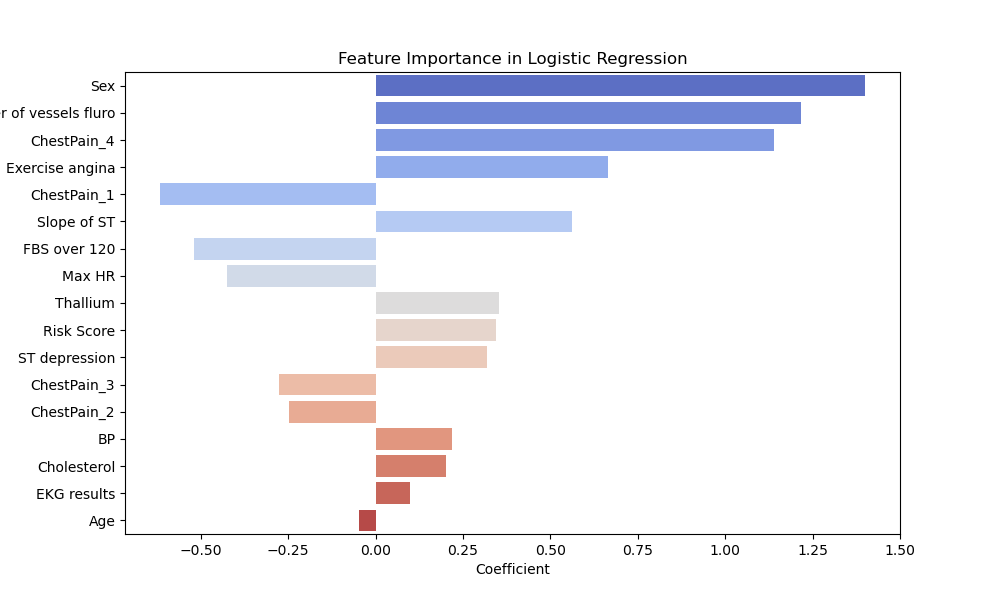 Feature Importance in Logistic Regression
Sex
r of vessels fluro
ChestPain_4
Exercise angina
ChestPain_1
Slope of ST
FBS over 120
Max HR
Thallium
Risk Score
ST depression
ChestPain_3
ChestPain_2
BP
Cholesterol
EKG results
Age
−0.50 −0.25 0.00 0.25 0.50 0.75 1.00 1.25 1.50
Coefficient